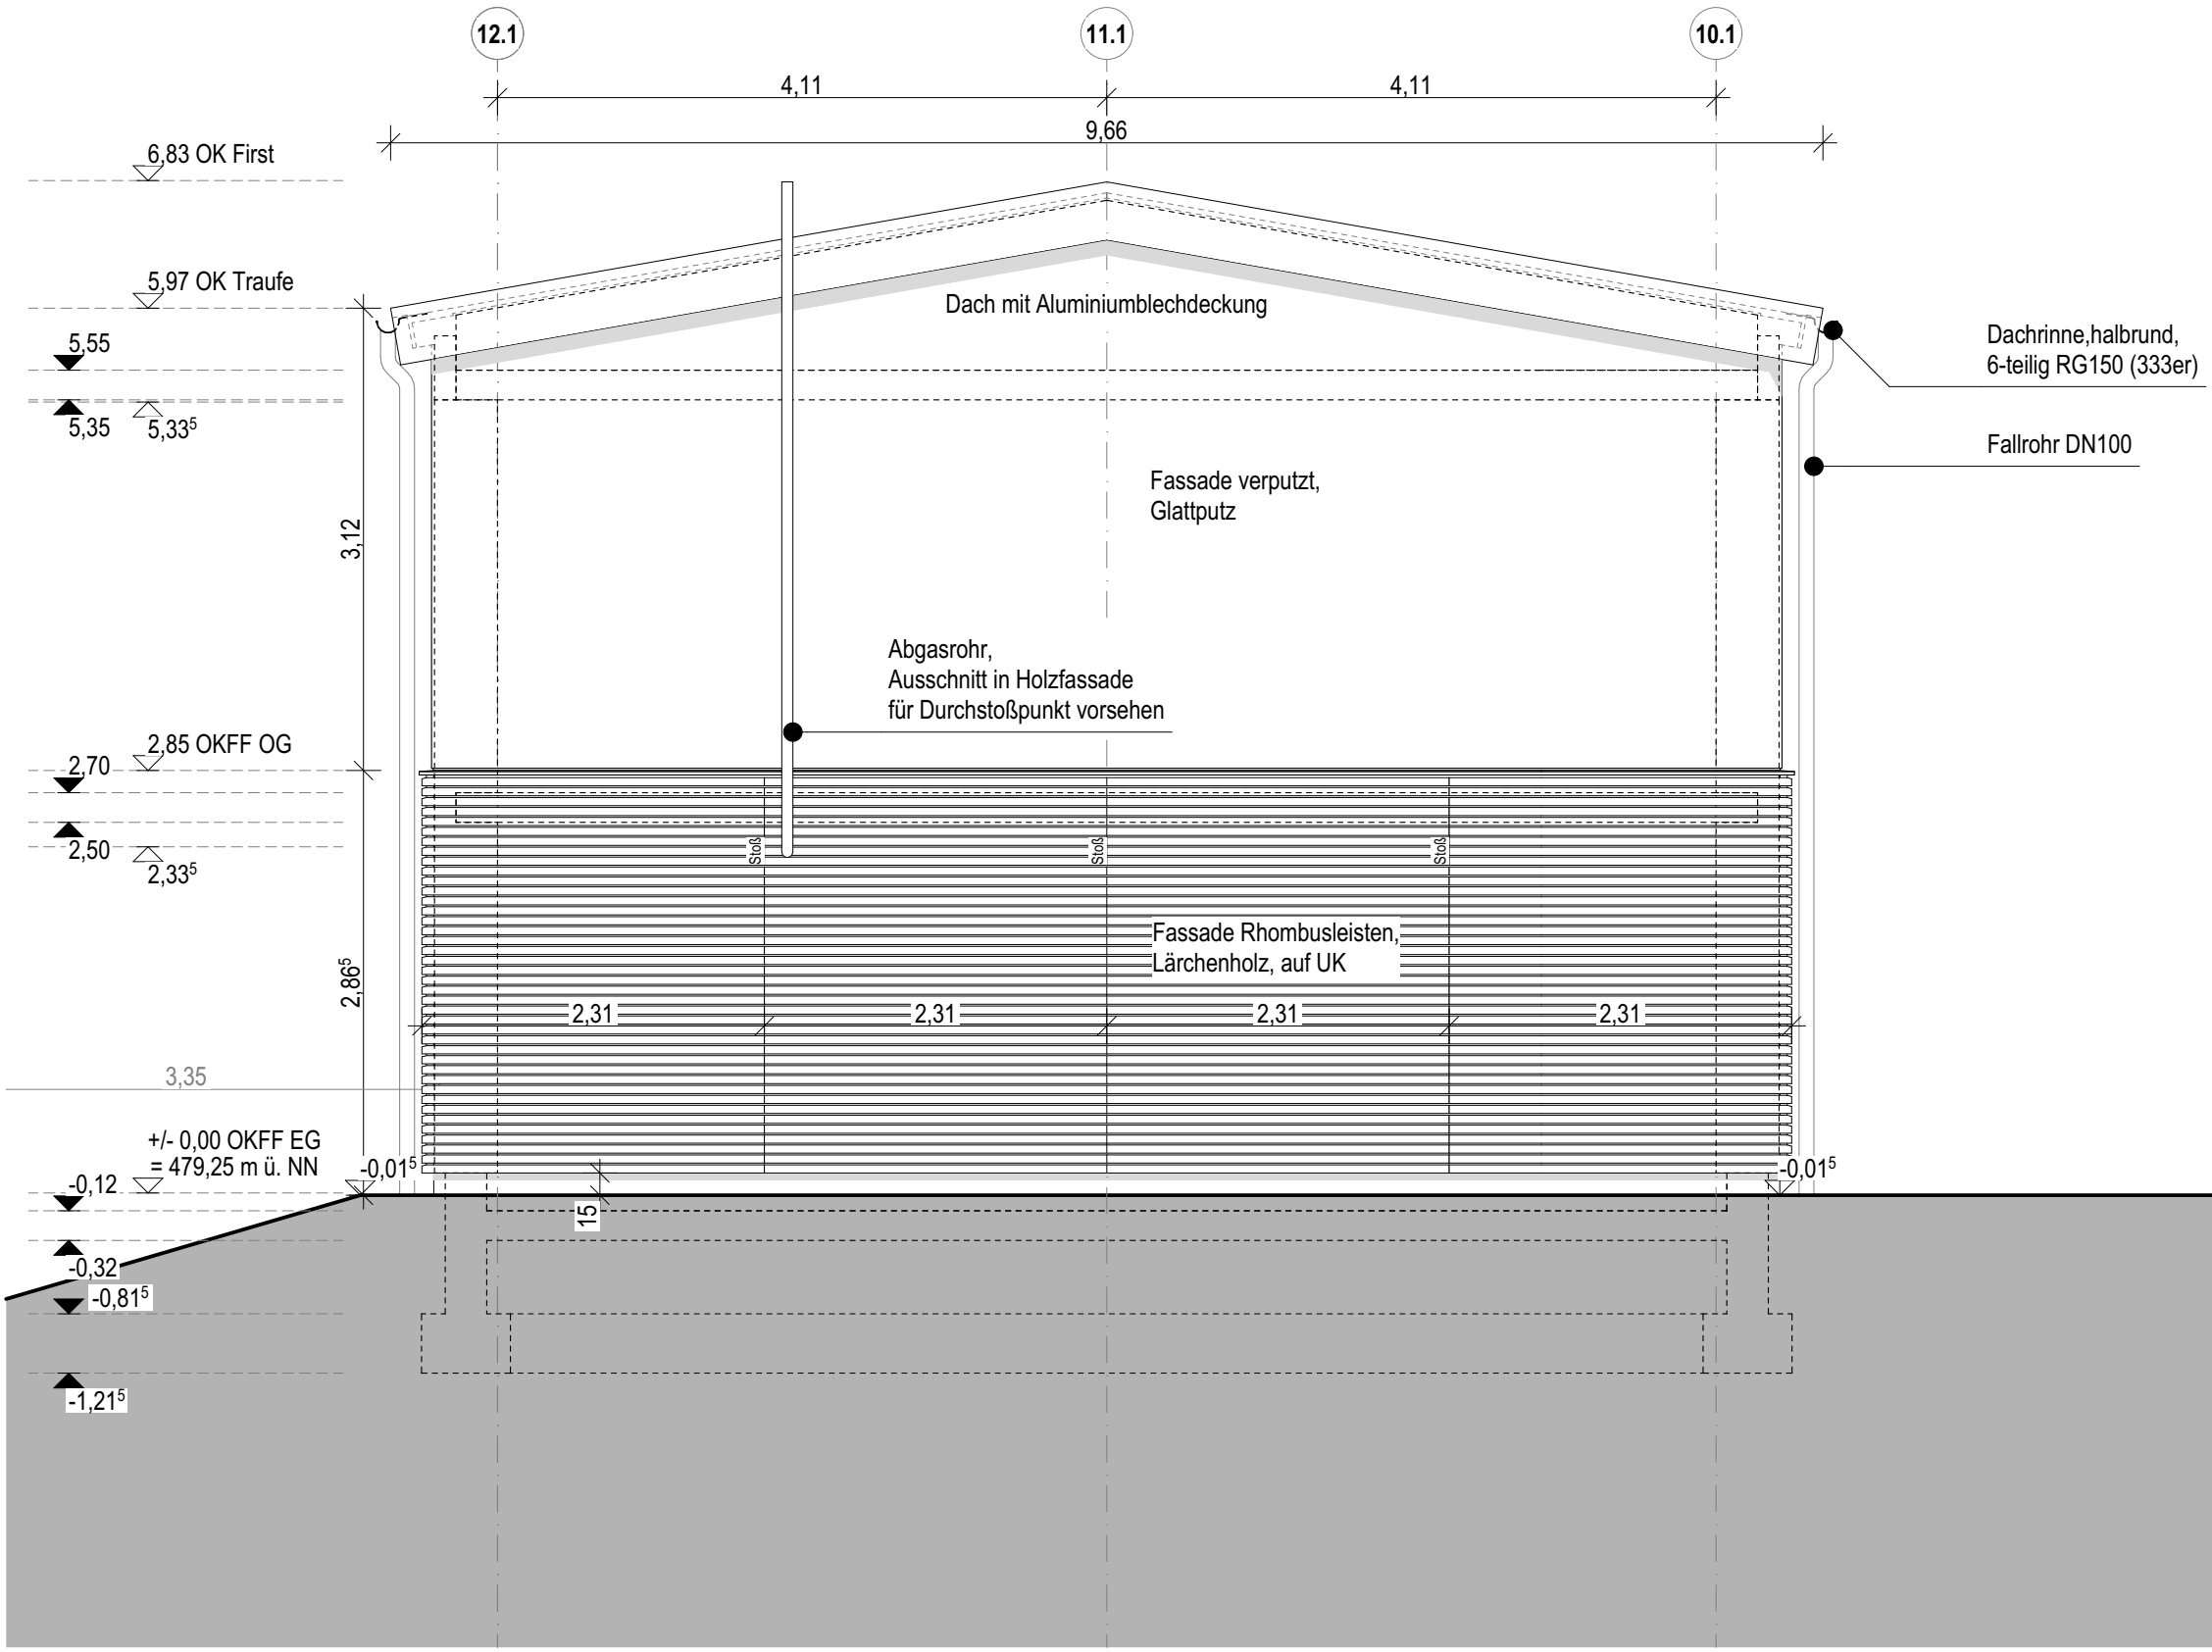 12.1
11.1
10.1
4,11
4,11
9,66
6,83 OK First
5,97 OK Traufe
Dach mit Aluminiumblechdeckung
5,55
Dachrinne,halbrund,
6-teilig RG150 (333er)
5,35
5,33⁵
Fallrohr DN100
Fassade verputzt,
Glattputz
3,12
Abgasrohr,
Ausschnitt in Holzfassade
für Durchstoßpunkt vorsehen
2,85 OKFF OG
2,70
2,50
2,33⁵
Stoß
Stoß
Stoß
Fassade Rhombusleisten,
Lärchenholz, auf UK
2,86⁵
2,31
2,31
2,31
2,31
3,35
+/- 0,00 OKFF EG
= 479,25 m ü. NN
-0,01⁵
-0,01⁵
-0,12
15
-0,32
-0,81⁵
-1,21⁵